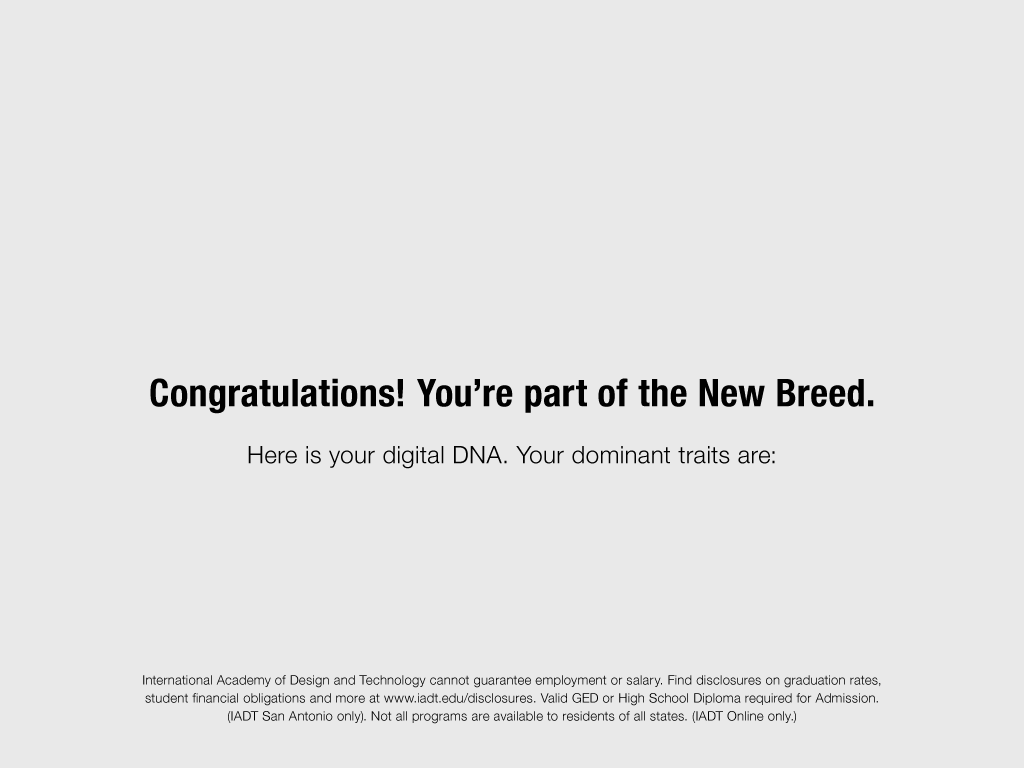 Congratulations! You’re part of the New Breed.
Here is your digital DNA. Your dominant traits are:
International Academy of Design and Technology cannot guarantee employment or salary. Find disclosures on graduation rates,
student financial obligations and more at www.iadt.edu/disclosures. Valid GED or High School Diploma required for Admission.
(IADT San Antonio only). Not all programs are available to residents of all states. (IADT Online only.)